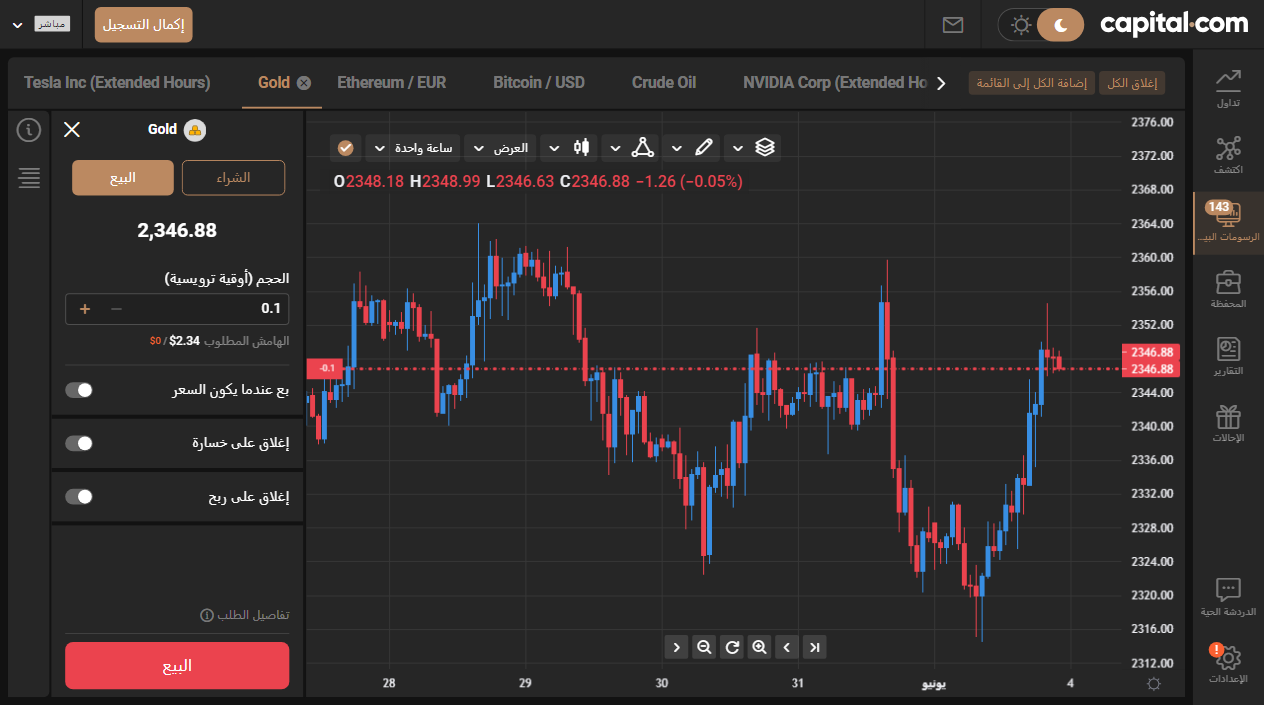 مباشر
إكمال التسجيل
capital.com
Tesla Inc (Extended Hours)
Gold
Ethereum / EUR
Bitcoin / USD
Crude Oil
NVIDIA Corp (Extended Ho
إضافة الكل إلى القائمة
إغلاق الكل
Gold
البيع
الشراء
2,346.88
الحجم (أوقية ترويسية)
+ − 0.1
الهامش المطلوب $2.34 / $0
بع عندما يكون السعر
إغلاق على خسارة
إغلاق على ربح
تفاصيل الطلب
البيع
ساعة واحدة
العرض
O2348.18 H2348.99 L2346.63 C2346.88 −1.26 (−0.05%)
-0.1
2376.00
2372.00
2368.00
2364.00
2360.00
2356.00
2352.00
2346.88
2346.88
2344.00
2340.00
2336.00
2332.00
2328.00
2324.00
2320.00
2316.00
2312.00
28
29
30
31
يونيو
4
تداول
اكتشف
143
الرسومات البيـ...
المحفظة
التقارير
الإحالات
الدردشة الحية
!
الإعدادات